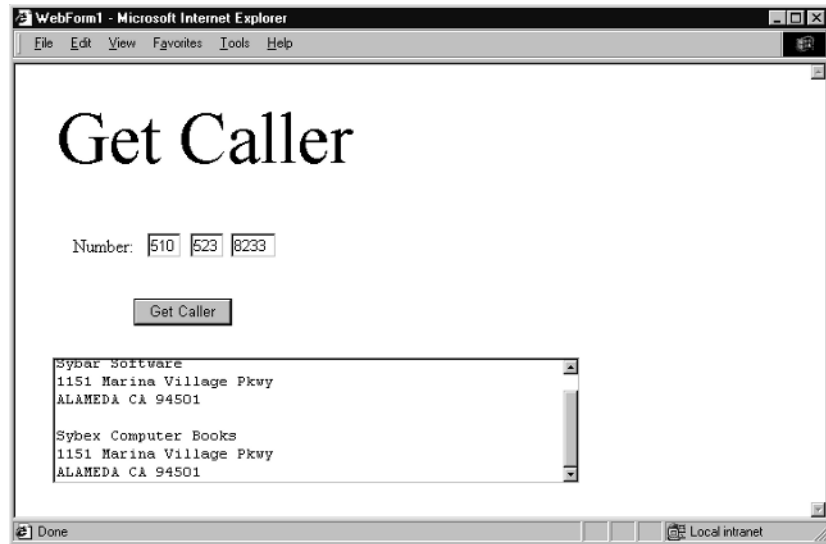 WebForm1 - Microsoft Internet Explorer
File Edit View Favorites Tools Help
Get Caller
Number: 510 523 8233
Get Caller
Sybar Software
1151 Marina Village Pkwy
ALAMEDA CA 94501
Sybex Computer Books
1151 Marina Village Pkwy
ALAMEDA CA 94501
Done Local intranet